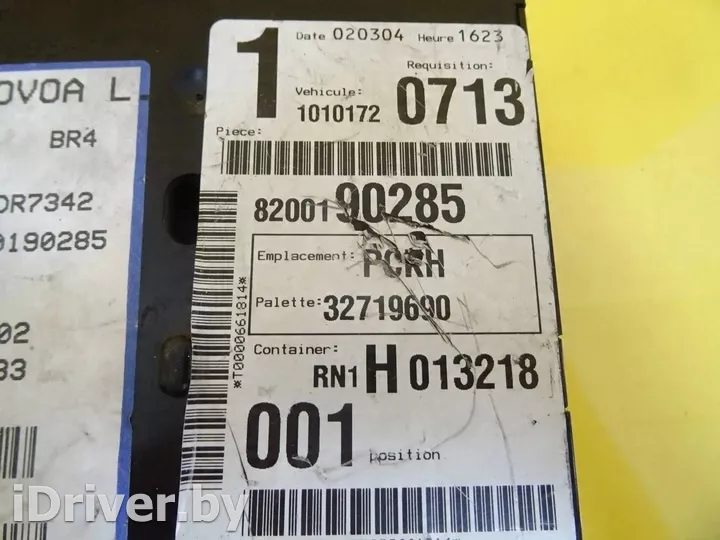 OVOA L
BR4
DR7342
0190285
02
33
1
Date 020304 Heure 1623
Requisition:
Vehicule:
1010172
0713
Piece:
8200190285
Emplacement: PCRH
Palette: 32719690
Container:
RN1 H 013218
001
position
*T0000661814*
iDriver.by